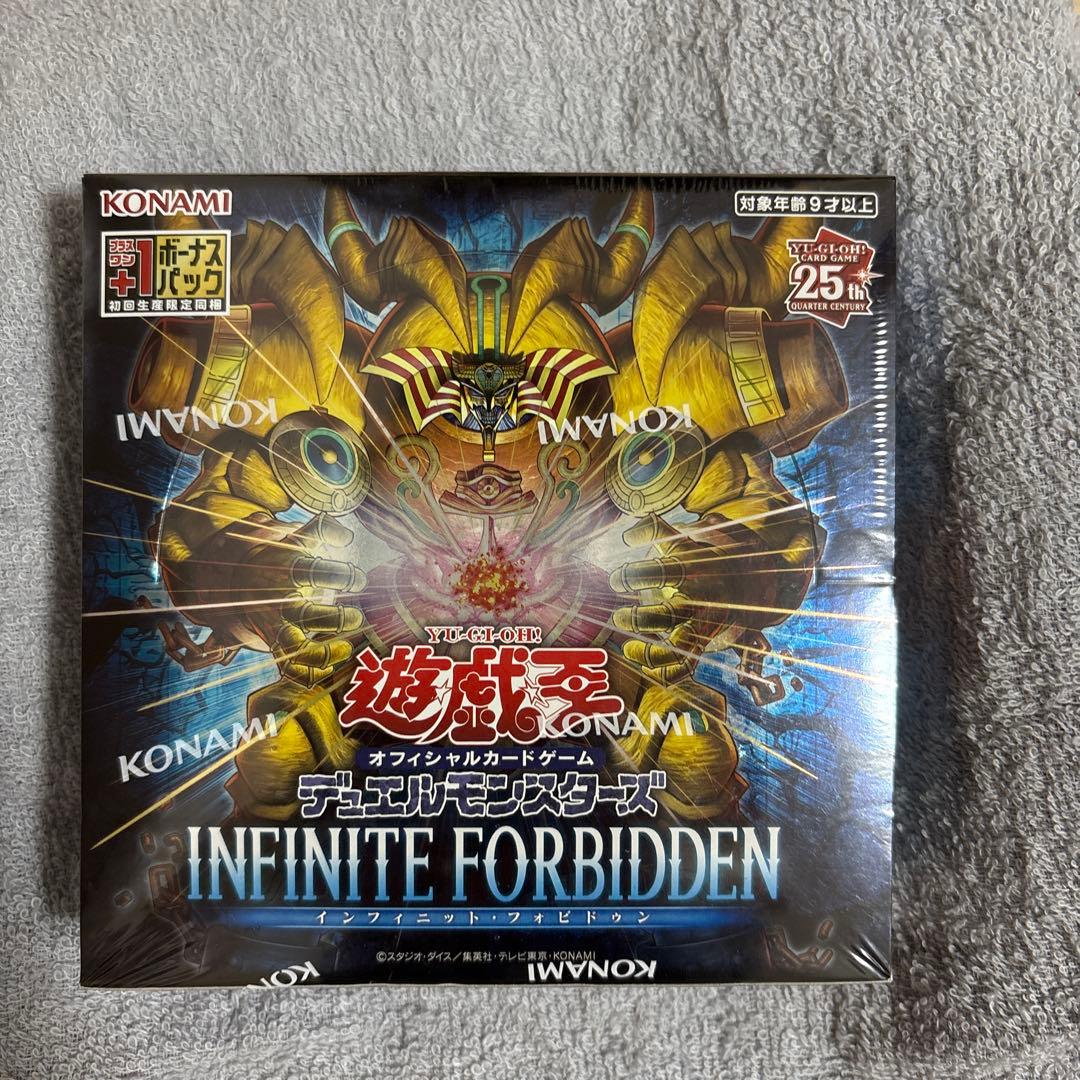 KONAMI
対象年齢9才以上
プラスワン
+1
ボーナスパック
初回生産限定同梱
YU-GI-OH!
CARD GAME
25th
QUARTER CENTURY
KONAMI
KONAMI
YU-GI-OH!
遊戯王
KONAMI
KONAMI
オフィシャルカードゲーム
デュエルモンスターズ
INFINITE FORBIDDEN
インフィニット・フォビドゥン
©スタジオ・ダイス/集英社・テレビ東京・KONAMI
KONAMI
KONAMI